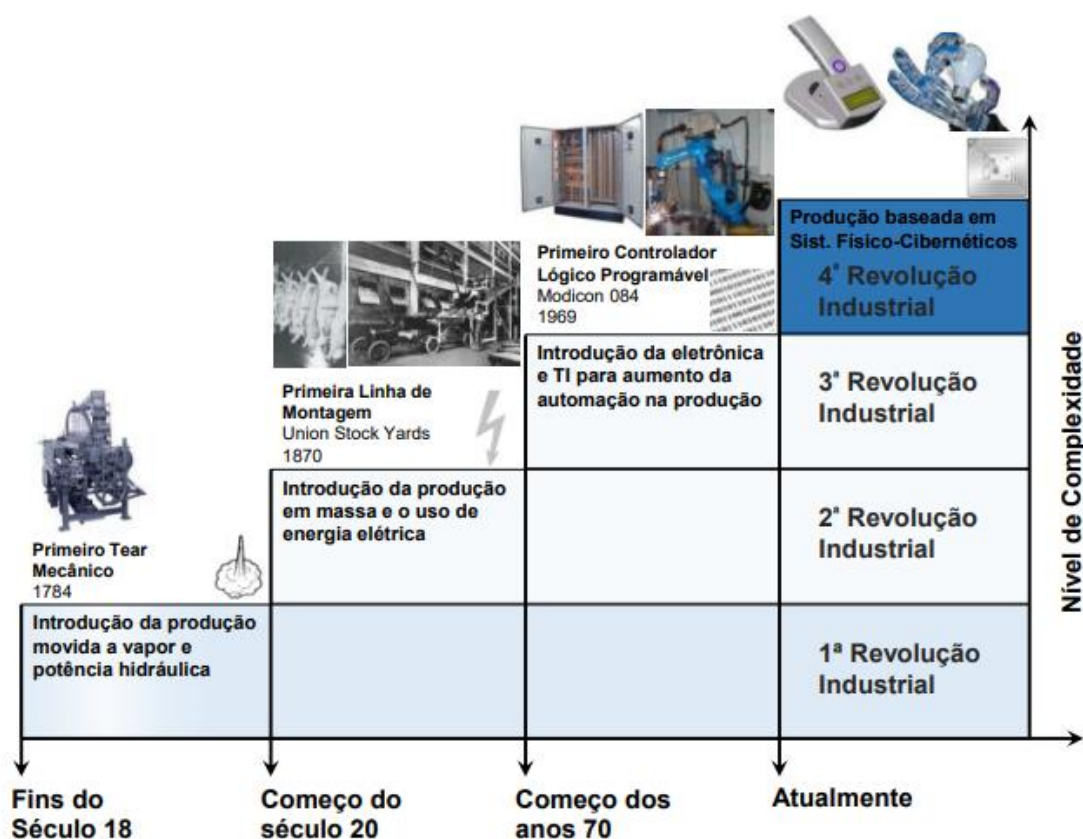 Produção baseada em
Sist. Físico-Cibernéticos
4ª Revolução
Industrial
Primeiro Controlador
Lógico Programável
Modicon 084
1969
Introdução da eletrônica
e TI para aumento da
automação na produção
3ª Revolução
Industrial
Primeira Linha de
Montagem
Union Stock Yards
1870
Introdução da produção
em massa e o uso de
energia elétrica
2ª Revolução
Industrial
Primeiro Tear
Mecânico
1784
Introdução da produção
movida a vapor e
potência hidráulica
1ª Revolução
Industrial
Nível de Complexidade
Fins do
Século 18
Começo do
século 20
Começo dos
anos 70
Atualmente